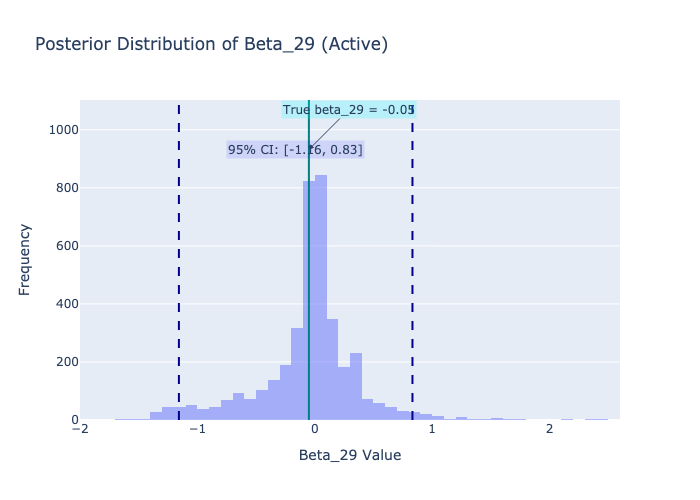 Posterior Distribution of Beta_29 (Active)
True beta_29 = -0.05
95% CI: [-1.16, 0.83]
1000
800
600
400
200
0
−2
−1
0
1
2
Frequency
Beta_29 Value